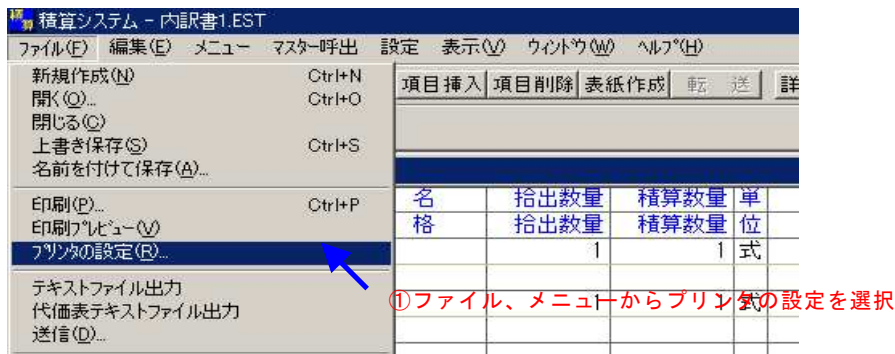 積算システム - 内訳書1.EST
ファイル(F) 編集(E) メニュー マスター呼出 設定 表示(V) ウィンドウ(W) ヘルプ(H)
新規作成(N) Ctrl+N
開く(O)...
Ctrl+O
閉じる(C)
上書き保存(S) Ctrl+S
名前を付けて保存(A)...
印刷(P)... Ctrl+P
印刷プレビュー(V)
プリンタの設定(R)...
テキストファイル出力
代価表テキストファイル出力
送信(D)...
項目挿入 項目削除 表紙作成 転 送 詳
名 拾出数量 積算数量 単
格 拾出数量 積算数量 位
1 1 式
1 1 式
①ファイル、メニューからプリンタの設定を選択